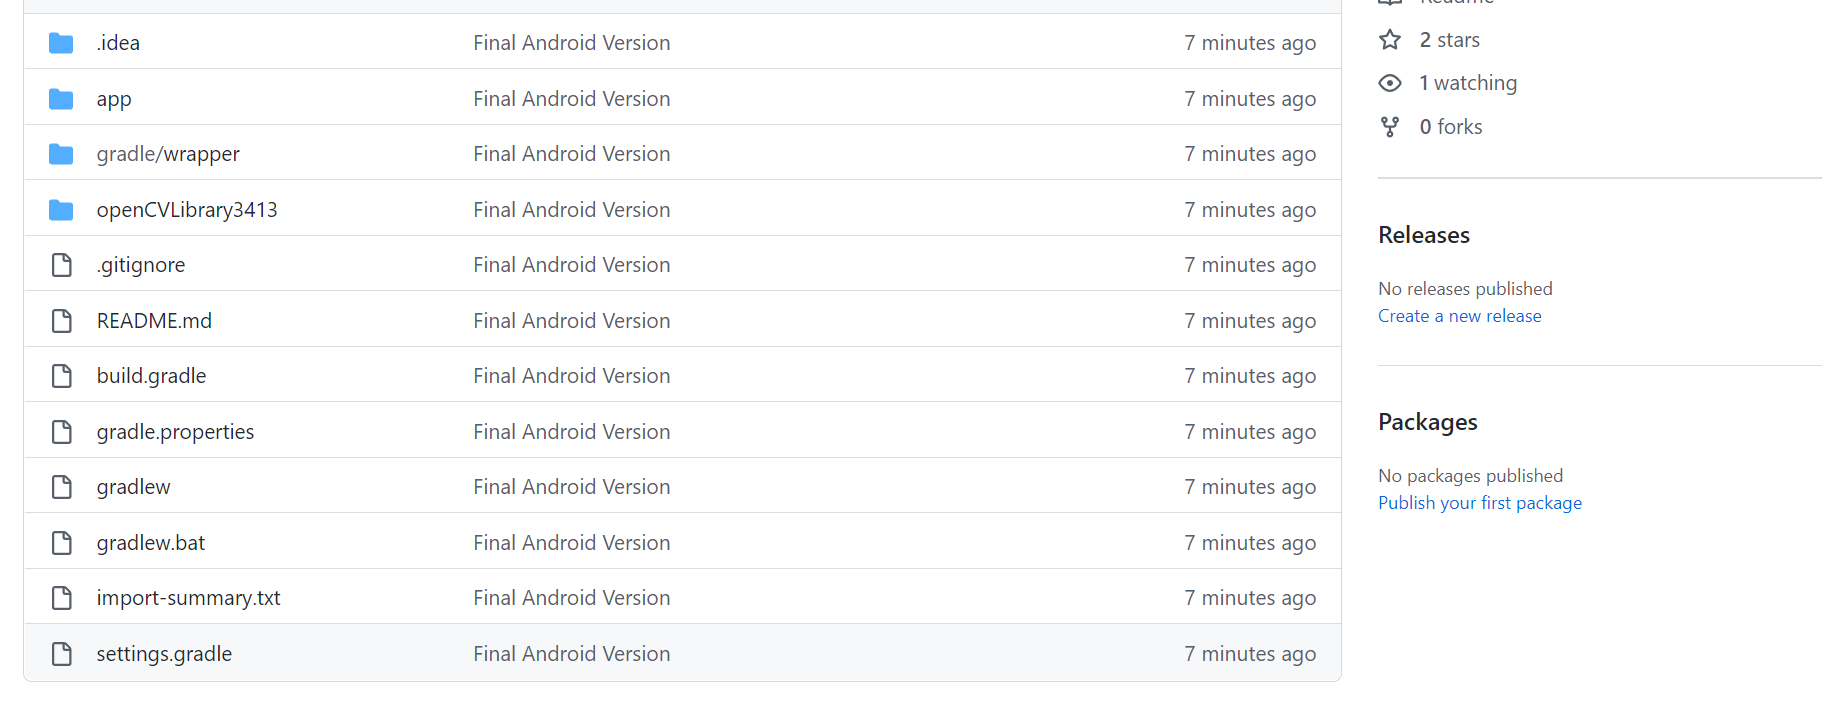 .idea Final Android Version 7 minutes ago
app Final Android Version 7 minutes ago
gradle/wrapper Final Android Version 7 minutes ago
openCVLibrary3413 Final Android Version 7 minutes ago
.gitignore Final Android Version 7 minutes ago
README.md Final Android Version 7 minutes ago
build.gradle Final Android Version 7 minutes ago
gradle.properties Final Android Version 7 minutes ago
gradlew Final Android Version 7 minutes ago
gradlew.bat Final Android Version 7 minutes ago
import-summary.txt Final Android Version 7 minutes ago
settings.gradle Final Android Version 7 minutes ago
Readme
2 stars
1 watching
0 forks
Releases
No releases published
Create a new release
Packages
No packages published
Publish your first package